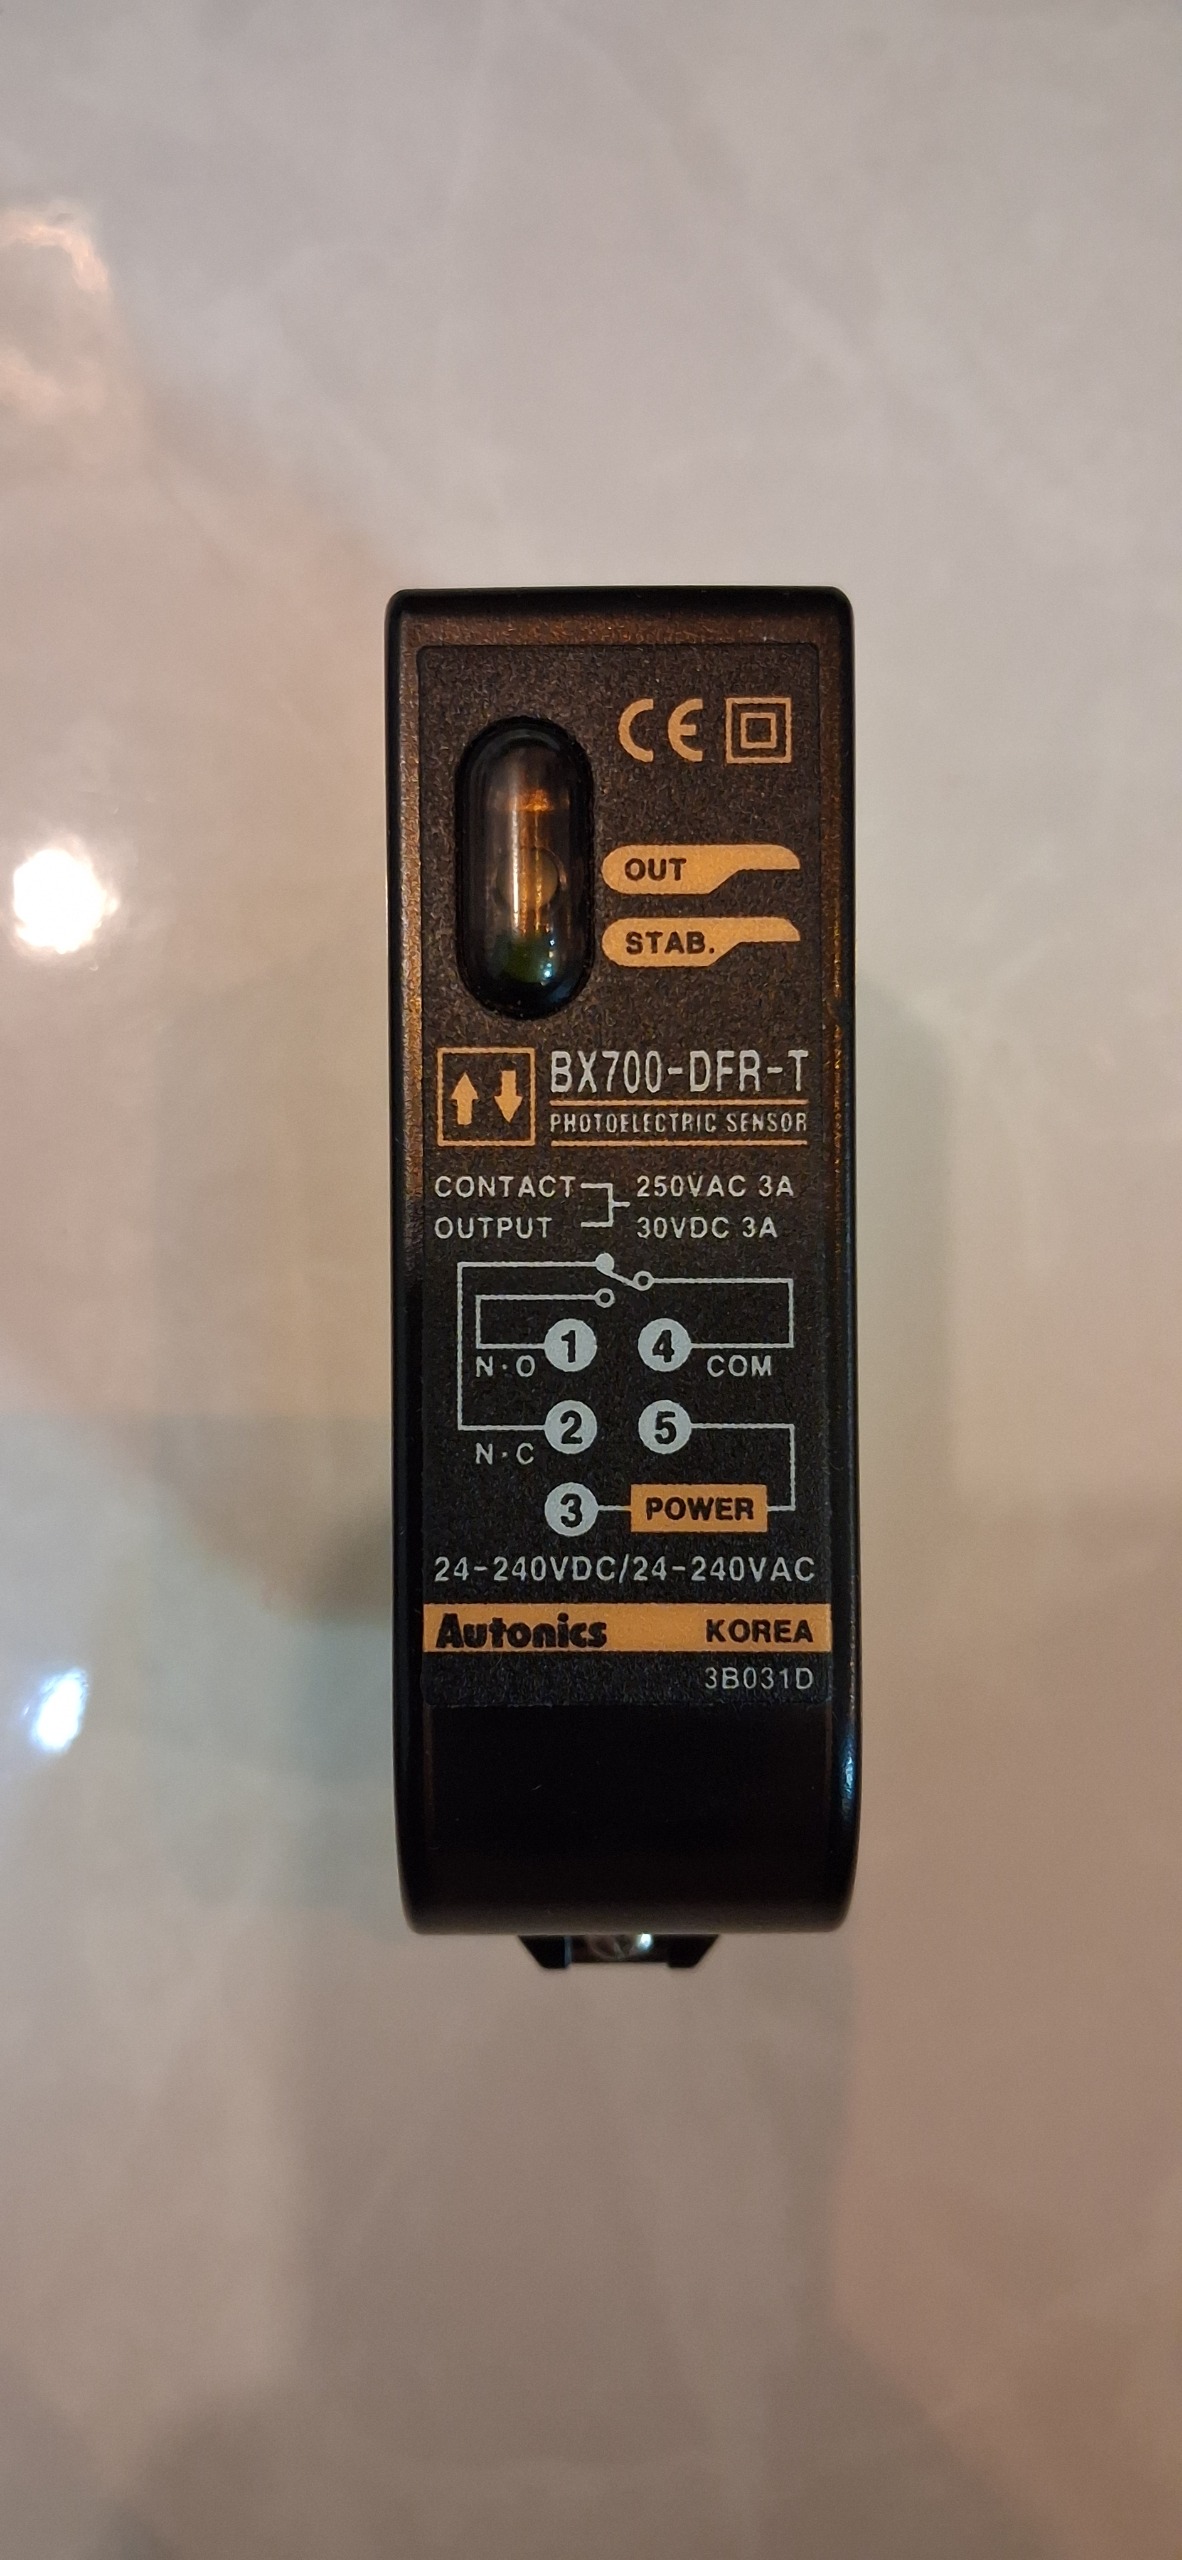 CE
OUT
STAB.
BX700-DFR-T
PHOTOELECTRIC SENSOR
CONTACT 250VAC 3A
OUTPUT 30VDC 3A
1 4
N·O COM
2 5
N·C
3 POWER
24-240VDC/24-240VAC
Autonics KOREA
3B031D